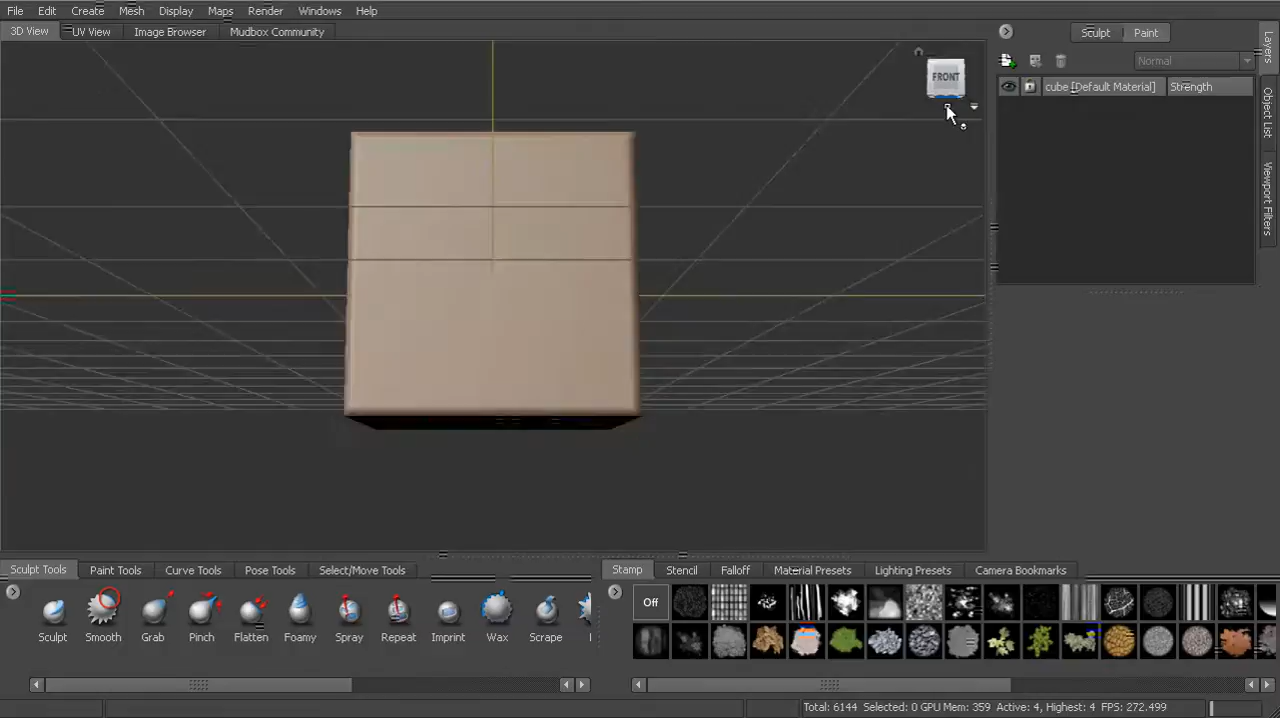 File Edit Create Mesh Display Maps Render Windows Help
3D View UV View Image Browser Mudbox Community
Sculpt Paint
Normal
cube [Default Material] Strength
Layers
Object List
Viewport Filters
FRONT
Sculpt Tools Paint Tools Curve Tools Pose Tools Select/Move Tools
Stamp Stencil Falloff Material Presets Lighting Presets Camera Bookmarks
Off
Sculpt Smooth Grab Pinch Flatten Foamy Spray Repeat Imprint Wax Scrape
Total: 6144 Selected: 0 GPU Mem: 359 Active: 4, Highest: 4 FPS: 272.499